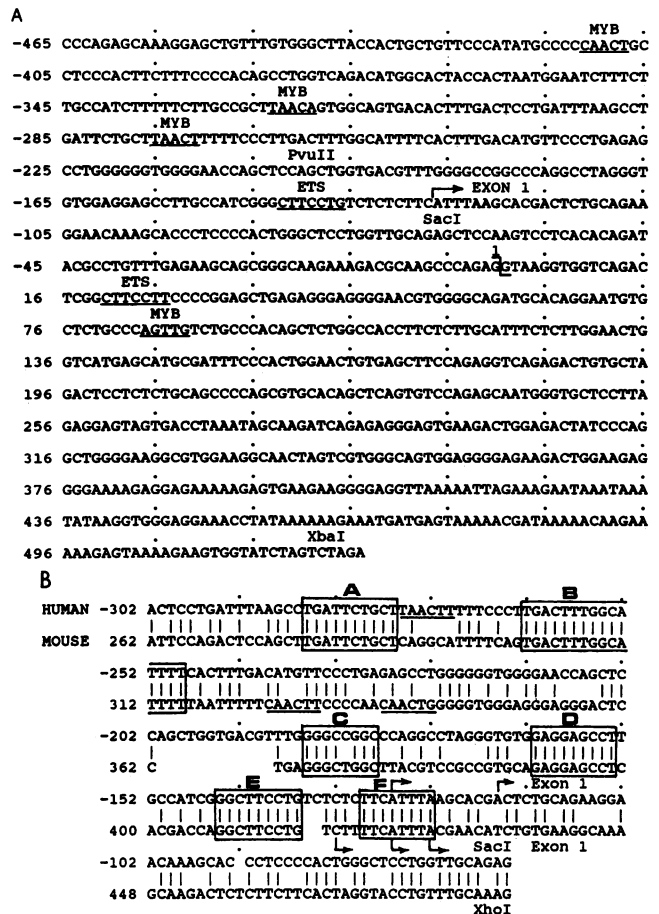 A
MYB
-465 CCCAGAGCAAAGGAGCTGTTTGTGGGCTTACCACTGCTGTTCCCATATGCCCCCAACTGC
-405 CTCCCACTTCTTTCCCCACAGCCTGGTCAGACATGGCACTACCACTAATGGAATCTTTCT
MYB
-345 TGCCATCTTTTTCTTGCCGCTTAACAGTGGCAGTGACACTTTGACTCCTGATTTAAGCCT
MYB
-285 GATTCTGCTTAACTTTTTCCCTTGACTTTGGCATTTTCACTTTGACATGTTCCCTGAGAG
PvuII
-225 CCTGGGGGGTGGGGAACCAGCTCCAGCTGGTGACGTTTGGGGCCGGCCCAGGCCTAGGGT
ETS EXON 1
-165 GTGGAGGAGCCTTGCCATCGGGCTTCCTGTCTCTCTTCATTTAAGCACGACTCTGCAGAA
SacI
-105 GGAACAAAGCACCCTCCCCACTGGGCTCCTGGTTGCAGAGCTCCAAGTCCTCACACAGAT
1
-45 ACGCCTGTTTGAGAAGCAGCGGGCAAGAAAGACGCAAGCCCAGAGGTAAGGTGGTCAGAC
ETS
16 TCGGCTTCCTTCCCCGGAGCTGAGAGGGAGGGGAACGTGGGGCAGATGCACAGGAATGTG
MYB
76 CTCTGCCCAGTTGTCTGCCCACAGCTCTGGCCACCTTCTCTTGCATTTCTCTTGGAACTG
136 GTCATGAGCATGCGATTTCCCACTGGAACTGTGAGCTTCCAGAGGTCAGAGACTGTGCTA
196 GACTCCTCTCTGCAGCCCCAGCGTGCACAGCTCAGTGTCCAGAGCAATGGGTGCTCCTTA
256 GAGGAGTAGTGACCTAAATAGCAAGATCAGAGAGGGAGTGAAGACTGGAGACTATCCCAG
316 GCTGGGGAAGGCGTGGAAGGCAACTAGTCGTGGGCAGTGGAGGGGAGAAGACTGGAAGAG
376 GGGAAAAGAGGAGAAAAAGAGTGAAGAAGGGGAGGTTAAAAATTAGAAAGAATAAATAAA
436 TATAAGGTGGGAGGAAACCTATAAAAAAGAAATGATGAGTAAAAACGATAAAAACAAGAA
XbaI
496 AAAGAGTAAAAGAAGTGGTATCTAGTCTAGA
B
A B
HUMAN -302 ACTCCTGATTTAAGCCTGATTCTGCTTAACTTTTTCCCTTGACTTTGGCA
MOUSE 262 ATTCCAGACTCCAGCTTGATTCTGCTCAGGCATTTTCAGTGACTTTGGCA
-252 TTTTCACTTTGACATGTTCCCTGAGAGCCTGGGGGGTGGGGAACCAGCTC
312 TTTTTAATTTTTCAACTTCCCCAACAACTGGGGGTGGGAGGGAGGGACTC
C D
-202 CAGCTGGTGACGTTTGGGGCCGGCCCAGGCCTAGGGTGTGGAGGAGCCTT
362 C TGAGGGCTGGCTTACGTCCGCCGTGCAGAGGAGCCTC
E F Exon 1
-152 GCCATCGGGCTTCCTGTCTCTCTTCATTTAAGCACGACTCTGCAGAAGGA
400 ACGACCAGGCTTCCTG TCTTTTCATTTACGAACATCTGTGAAGGCAAA
SacI Exon 1
-102 ACAAAGCAC CCTCCCCACTGGGCTCCTGGTTGCAGAG
448 GCAAGACTCTCTTCTTCACTAGGTACCTGTTTGCAAAG
XhoI